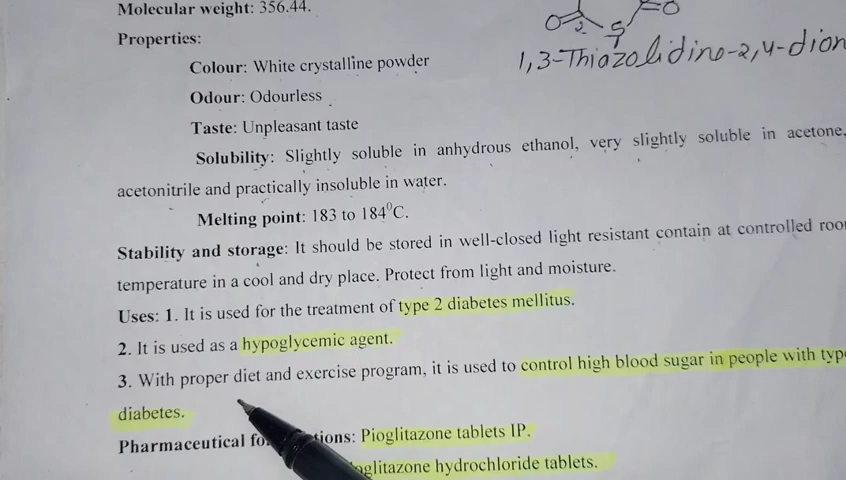 Molecular weight: 356.44.
Properties:
O
2
S
O
1,3-Thiazolidine-2,4-dion
Colour: White crystalline powder
Odour: Odourless
Taste: Unpleasant taste
Solubility: Slightly soluble in anhydrous ethanol, very slightly soluble in acetone,
acetonitrile and practically insoluble in water.
Melting point: 183 to 184⁰C.
Stability and storage: It should be stored in well-closed light resistant contain at controlled roo
temperature in a cool and dry place. Protect from light and moisture.
Uses: 1. It is used for the treatment of type 2 diabetes mellitus.
2. It is used as a hypoglycemic agent.
3. With proper diet and exercise program, it is used to control high blood sugar in people with type
diabetes.
Pharmaceutical : Pioglitazone tablets IP.
hydrochloride tablets.